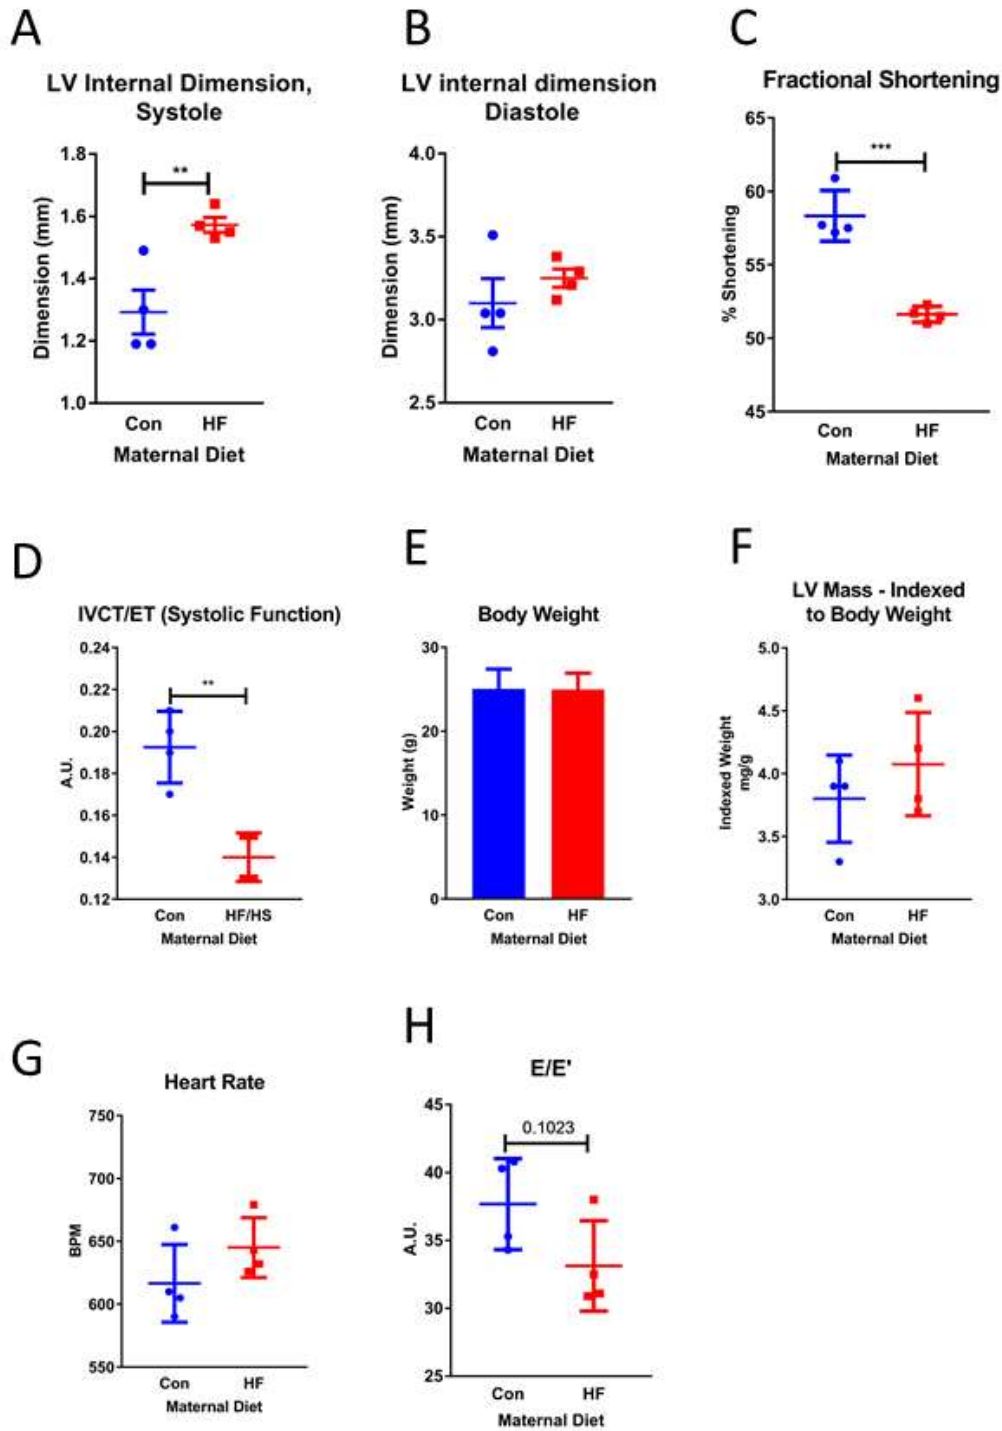 A
LV Internal Dimension,
Systole
Dimension (mm)
1.8
1.6
1.4
1.2
1.0
**
Con
HF
Maternal Diet
B
LV internal dimension
Diastole
Dimension (mm)
4.0
3.5
3.0
2.5
Con
HF
Maternal Diet
C
Fractional Shortening
% Shortening
65
60
55
50
45
***
Con
HF
Maternal Diet
D
IVCT/ET (Systolic Function)
A.U.
0.24
0.22
0.20
0.18
0.16
0.14
0.12
**
Con
HF/HS
Maternal Diet
E
Body Weight
Weight (g)
30
20
10
0
Con
HF
Maternal Diet
F
LV Mass - Indexed
to Body Weight
Indexed Weight
mg/g
5.0
4.5
4.0
3.5
3.0
Con
HF
Maternal Diet
G
Heart Rate
BPM
750
700
650
600
550
Con
HF
Maternal Diet
H
E/E'
A.U.
45
40
35
30
25
0.1023
Con
HF
Maternal Diet